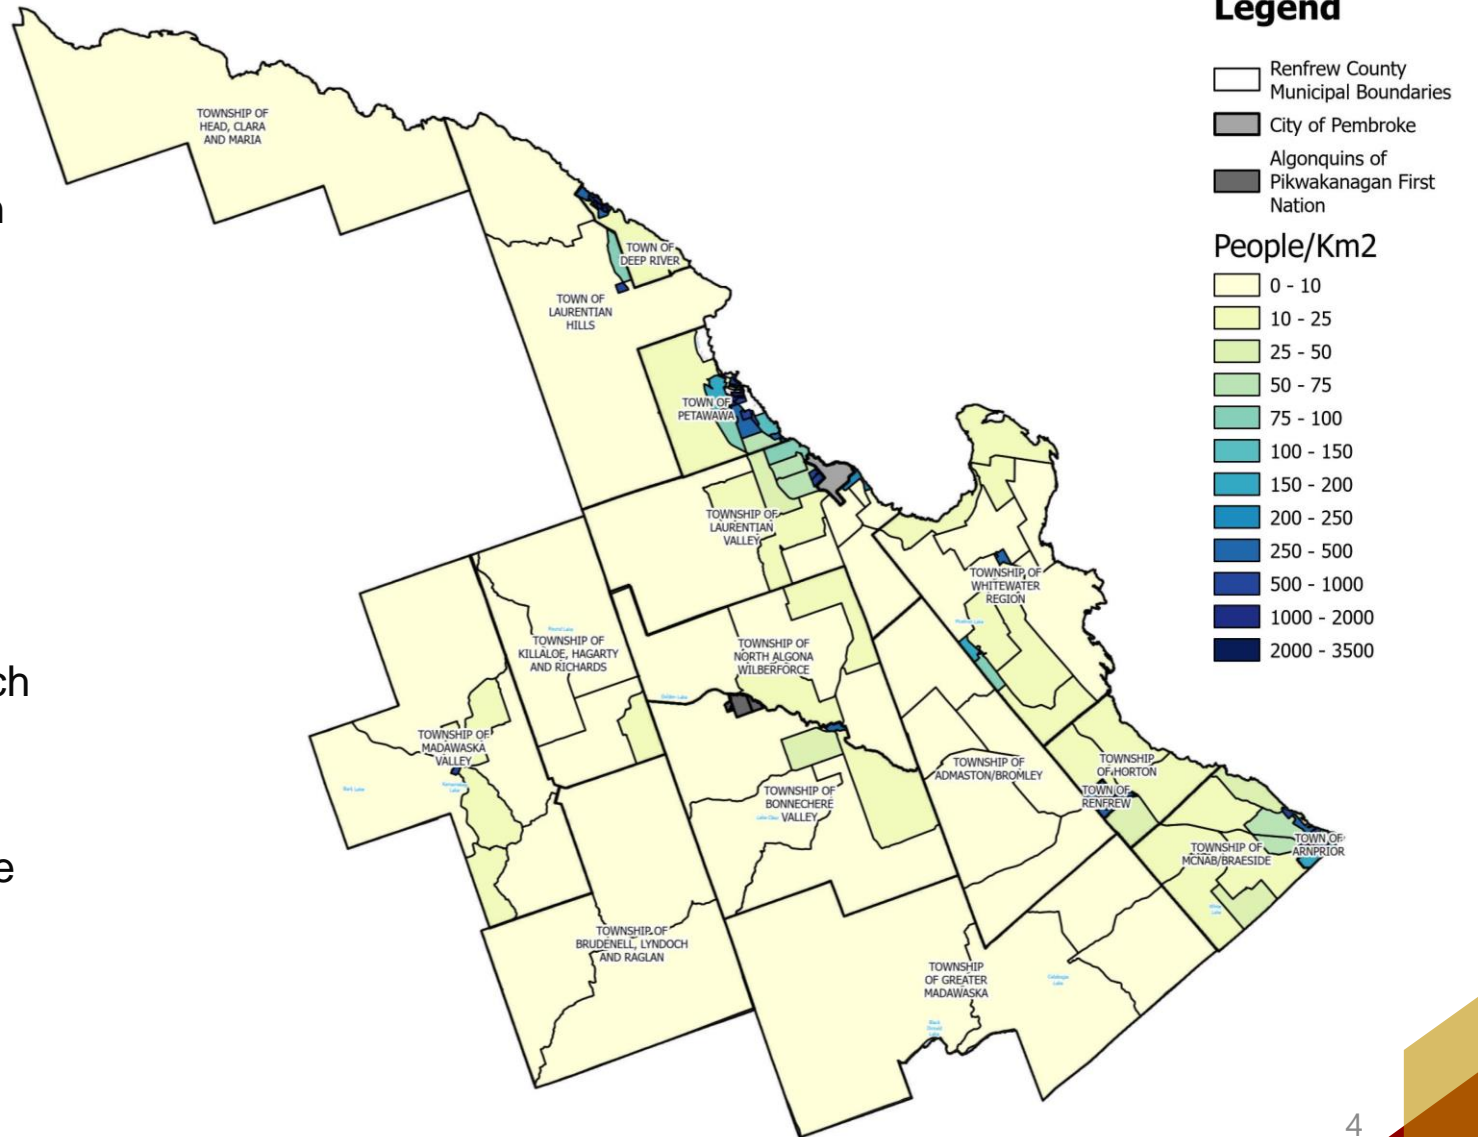 Legend
Renfrew County
Municipal Boundaries
City of Pembroke
Algonquins of
Pikwakanagan First
Nation
People/Km2
0 - 10
10 - 25
25 - 50
50 - 75
75 - 100
100 - 150
150 - 200
200 - 250
250 - 500
500 - 1000
1000 - 2000
2000 - 3500
TOWNSHIP OF
HEAD, CLARA
AND MARIA
TOWN OF
DEEP RIVER
TOWN OF
LAURENTIAN
HILLS
TOWN OF
PETAWAWA
TOWNSHIP OF
LAURENTIAN
VALLEY
TOWNSHIP OF
WHITEWATER
REGION
TOWNSHIP OF
KILLALOE, HAGARTY
AND RICHARDS
TOWNSHIP OF
NORTH ALGONA
WILBERFORCE
Golden Lake
TOWNSHIP OF
MADAWASKA
VALLEY
TOWNSHIP OF
ADMASTON/BROMLEY
TOWNSHIP
OF HORTON
TOWN OF
RENFREW
TOWNSHIP OF
BONNECHERE
VALLEY
TOWN OF
ARNPRIOR
TOWNSHIP OF
MCNAB/BRAESIDE
TOWNSHIP OF
BRUDENELL, LYNDOCH
AND RAGLAN
TOWNSHIP
OF GREATER
MADAWASKA
ch
e
4